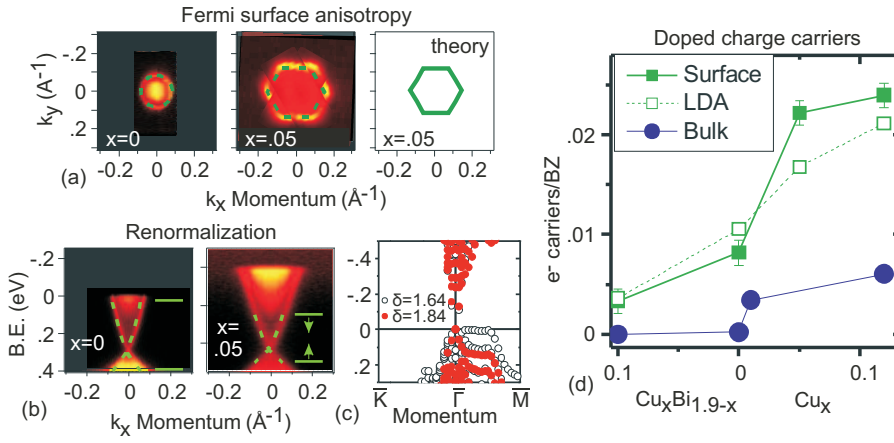 Fermi surface anisotropy
-.2
0
.2
k_y (A⁻¹)
x=0
x=.05
theory
x=.05
-0.2 0 0.2
-0.2 0 0.2
-0.2 0 0.2
(a)
k_x Momentum (Å⁻¹)
Renormalization
-.2
0
.2
.4
B.E. (eV)
x=0
x=
.05
-0.2 0 0.2
-0.2 0 0.2
(b)
k_x Momentum (Å⁻¹)
-.4
-.2
0
.2
δ=1.64
δ=1.84
K̅ Γ̅ M̅
(c)
Momentum
Doped charge carriers
Surface
LDA
Bulk
.02
.01
0
e⁻ carriers/BZ
0.1 0 0.1
(d)
Cu_xBi_1.9-x Cu_x